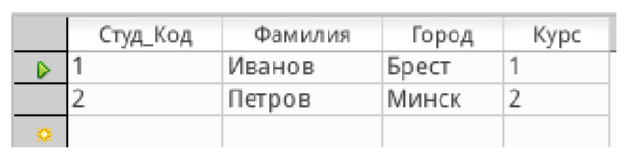 Студ_Код Фамилия Город Курс
1 Иванов Брест 1
2 Петров Минск 2